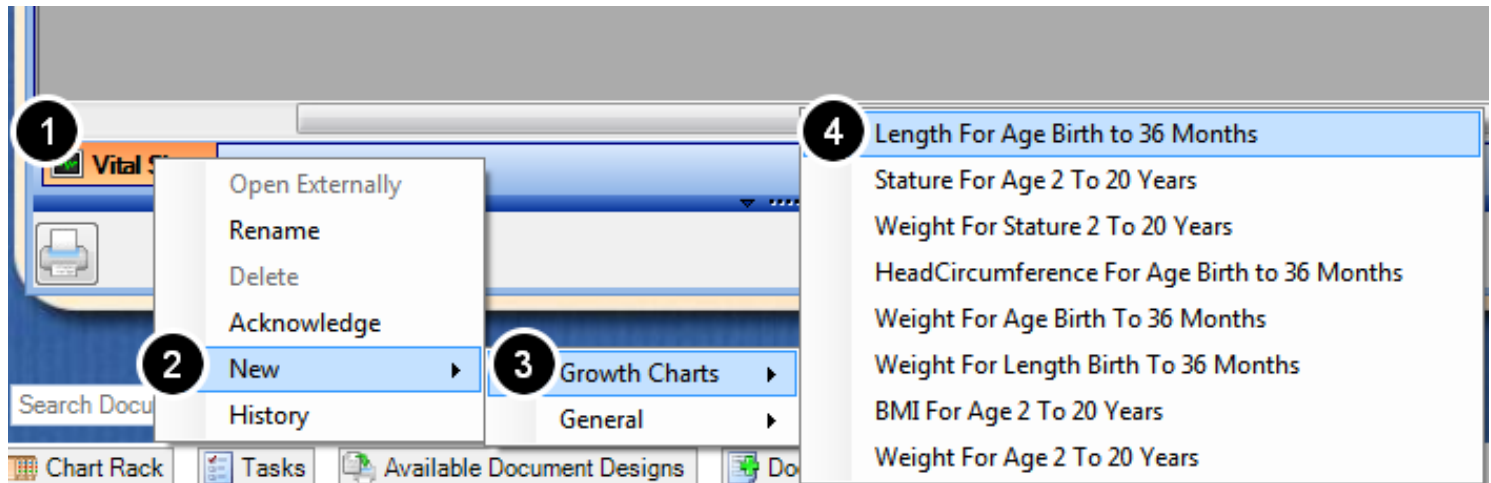 1
Vital
Open Externally
Rename
Delete
Acknowledge
2
New
History
3
Growth Charts
General
4
Length For Age Birth to 36 Months
Stature For Age 2 To 20 Years
Weight For Stature 2 To 20 Years
HeadCircumference For Age Birth to 36 Months
Weight For Age Birth To 36 Months
Weight For Length Birth To 36 Months
BMI For Age 2 To 20 Years
Weight For Age 2 To 20 Years
Search Docu
Chart Rack
Tasks
Available Document Designs
Do